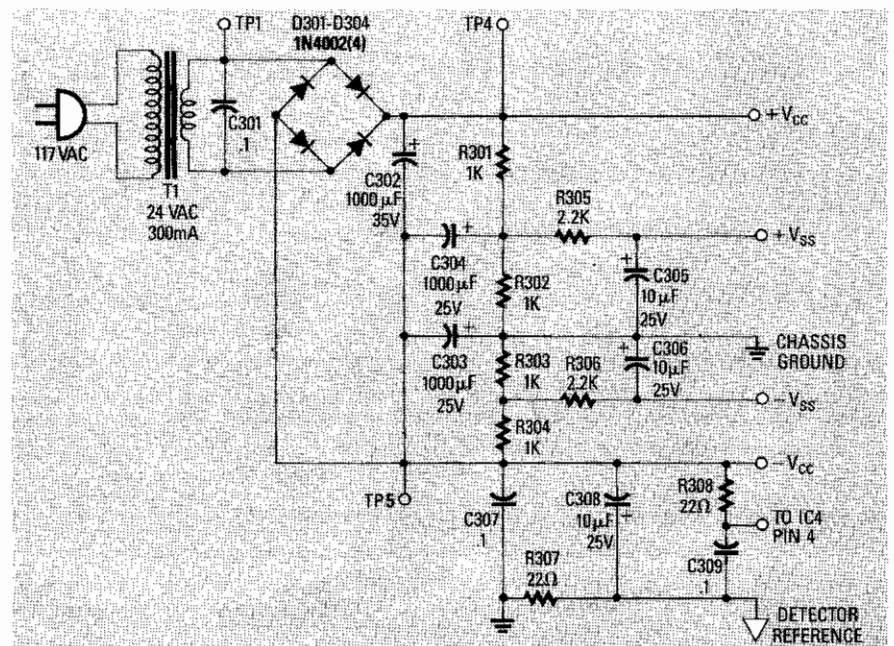 TP1
D301-D304
1N4002(4)
TP4
117 VAC
T1
24 VAC
300mA
C301
.1
C302
1000µF
35V
+
R301
1K
+VCC
R305
2.2K
+VSS
+
C304
1000µF
25V
R302
1K
+
C305
10µF
25V
+
C303
1000µF
25V
R303
1K
R306
2.2K
+
C306
10µF
25V
CHASSIS
GROUND
-VSS
R304
1K
-VCC
TP5
C307
.1
C308
10µF
25V
+
R308
22Ω
TO IC4
PIN 4
C309
.1
R307
22Ω
DETECTOR
REFERENCE